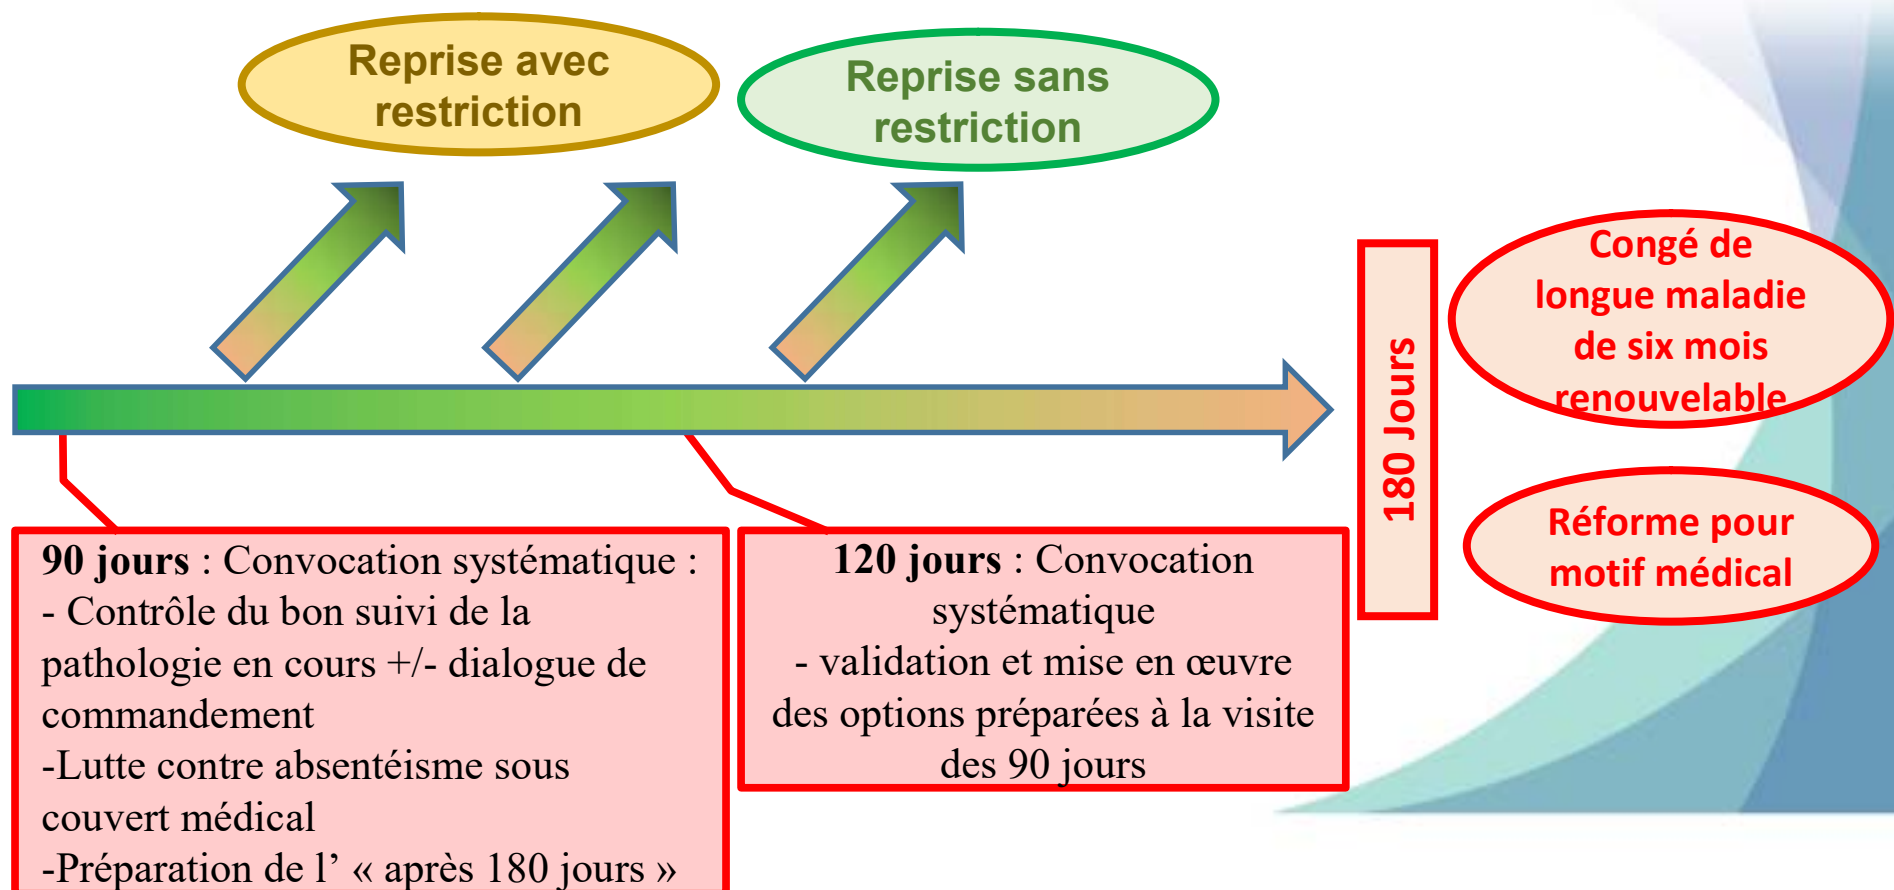 Reprise avec
restriction
Reprise sans
restriction
180 Jours
Congé de
longue maladie
de six mois
renouvelable
Réforme pour
motif médical
90 jours : Convocation systématique :
- Contrôle du bon suivi de la
pathologie en cours +/- dialogue de
commandement
-Lutte contre absentéisme sous
couvert médical
-Préparation de l’ « après 180 jours »
120 jours : Convocation
systématique
- validation et mise en œuvre
des options préparées à la visite
des 90 jours